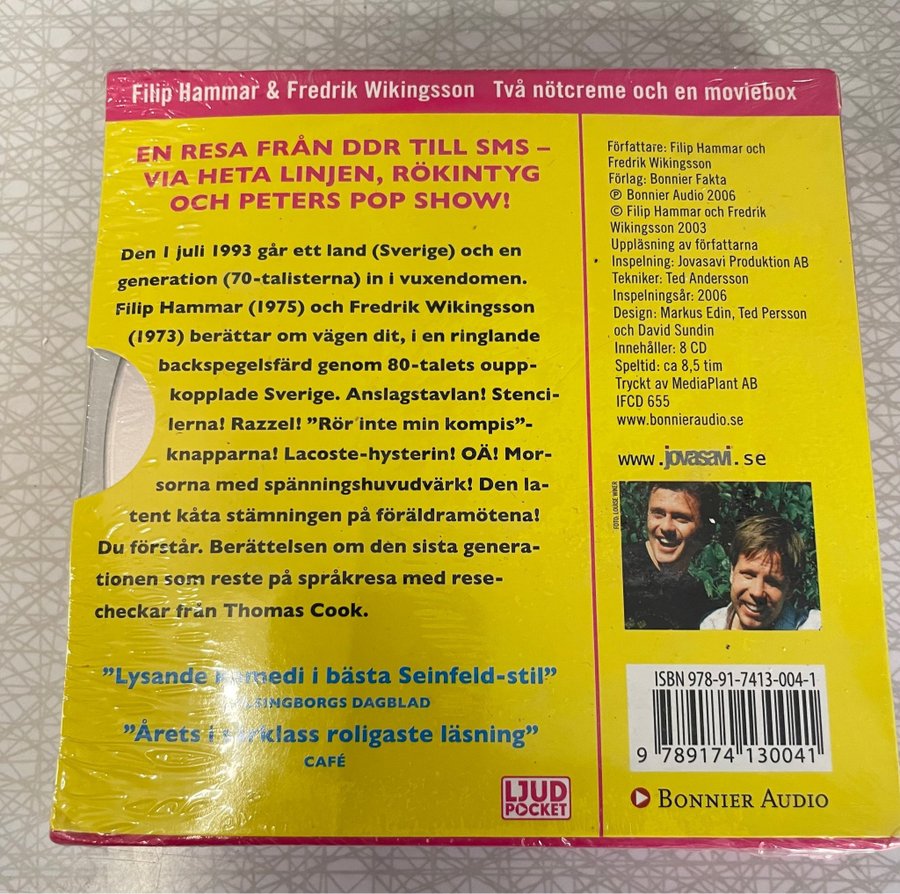 Filip Hammar & Fredrik Wikingsson Två nötcreme och en moviebox
EN RESA FRÅN DDR TILL SMS –
VIA HETA LINJEN, RÖKINTYG
OCH PETERS POP SHOW!
Den 1 juli 1993 går ett land (Sverige) och en
generation (70-talisterna) in i vuxendomen.
Filip Hammar (1975) och Fredrik Wikingsson
(1973) berättar om vägen dit, i en ringlande
backspegelsfärd genom 80-talets oupp-
kopplade Sverige. Anslagstavlan! Stenci-
lerna! Razzel! ”Rör inte min kompis”-
knapparna! Lacoste-hysterin! OÄ! Mor-
sorna med spänningshuvudvärk! Den la-
tent kåta stämningen på föräldramötena!
Du förstår. Berättelsen om den sista genera-
tionen som reste på språkresa med rese-
checkar från Thomas Cook.
”Lysande komedi i bästa Seinfeld-stil”
HELSINGBORGS DAGBLAD
”Årets i särklass roligaste läsning”
CAFÉ
LJUD
POCKET
Författare: Filip Hammar och
Fredrik Wikingsson
Förlag: Bonnier Fakta
℗ Bonnier Audio 2006
© Filip Hammar och Fredrik
Wikingsson 2003
Uppläsning av författarna
Inspelning: Jovasavi Produktion AB
Tekniker: Ted Andersson
Inspelningsår: 2006
Design: Markus Edin, Ted Persson
och David Sundin
Innehåller: 8 CD
Speltid: ca 8,5 tim
Tryckt av MediaPlant AB
IFCD 655
www.bonnieraudio.se
www.jovasavi.se
FOTO: LOUISE WINER
ISBN 978-91-7413-004-1
9 789174 130041
BONNIER AUDIO